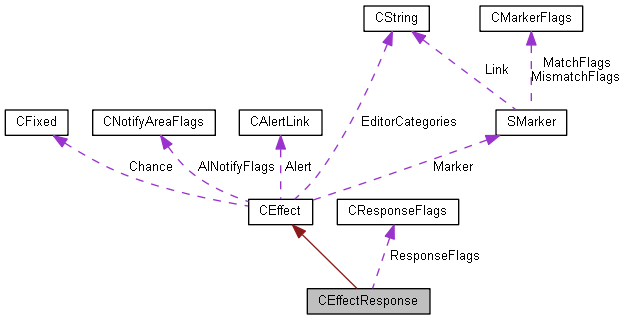 CString
CMarkerFlags
Link
MatchFlags
MismatchFlags
CFixed
CNotifyAreaFlags
CAlertLink
EditorCategories
SMarker
Chance
AINotifyFlags
Alert
Marker
CEffect
CResponseFlags
ResponseFlags
CEffectResponse